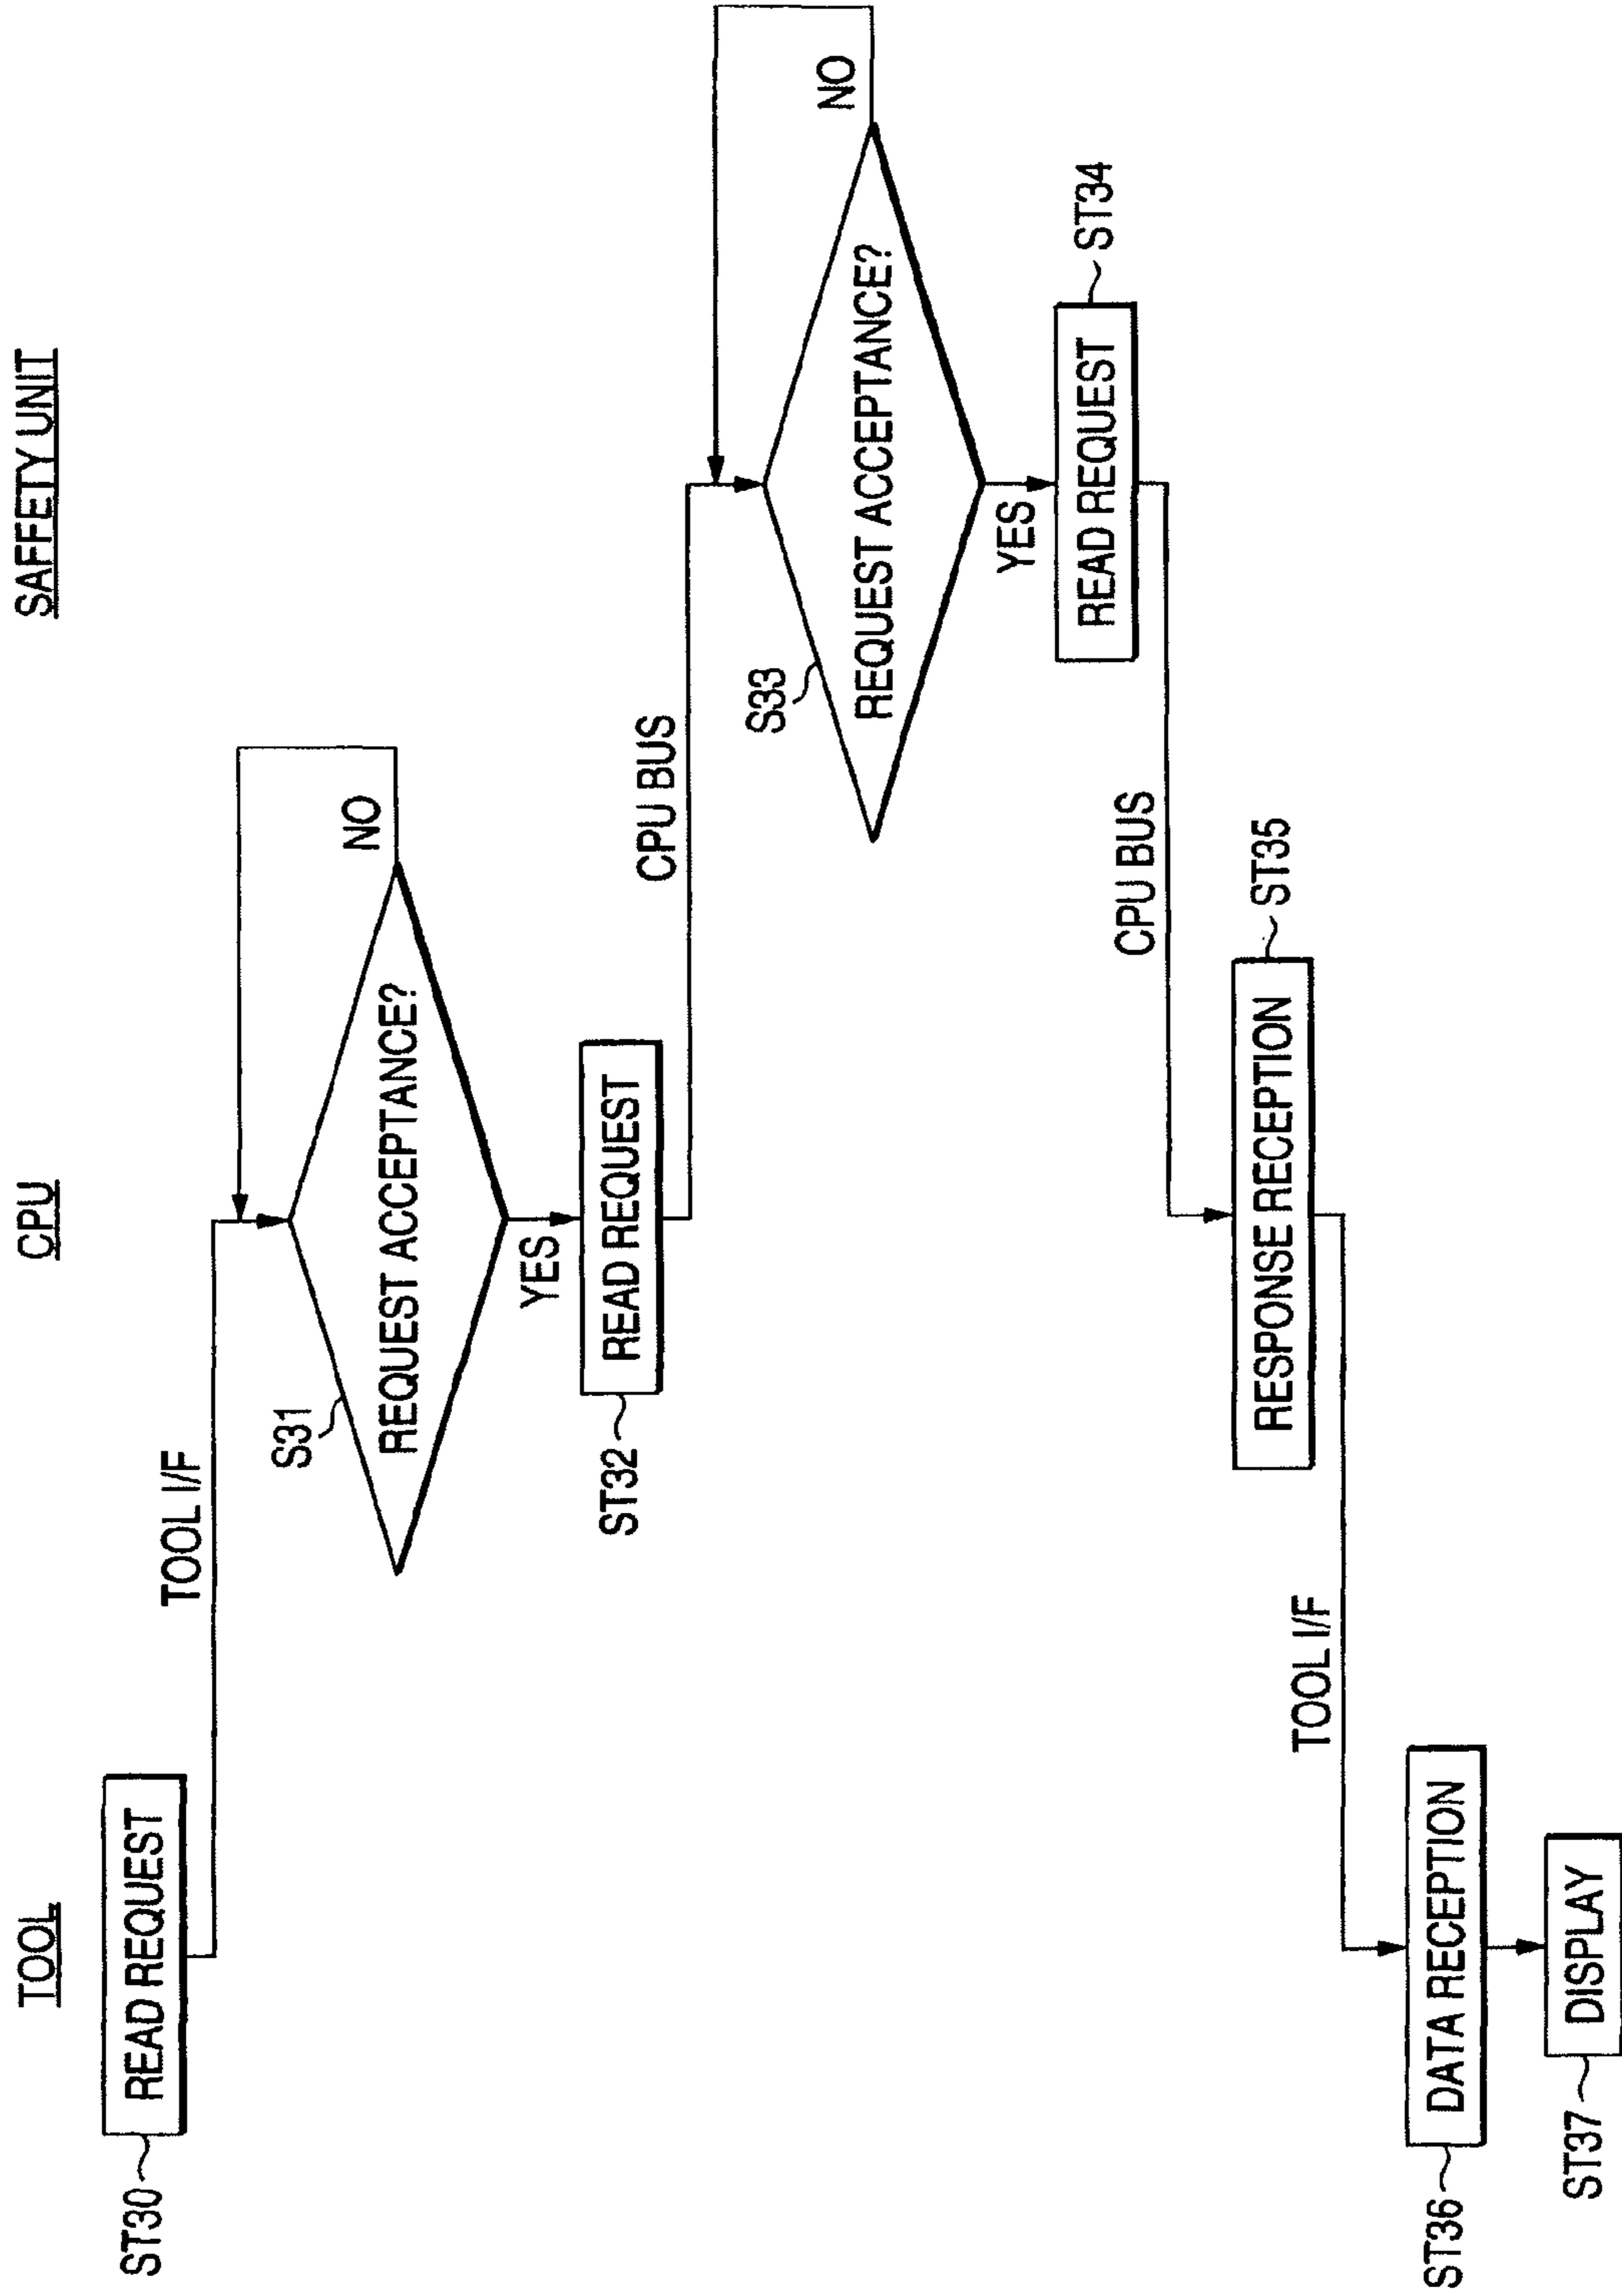 TOOL
CPU
SAFFETY UNIT
ST30
READ REQUEST
TOOL I/F
S31
REQUEST ACCEPTANCE?
NO
YES
ST32
READ REQUEST
CPU BUS
S33
REQUEST ACCEPTANCE?
NO
YES
READ REQUEST
ST34
CPU BUS
RESPONSE RECEPTION
ST35
TOOL I/F
ST36
DATA RECEPTION
ST37
DISPLAY